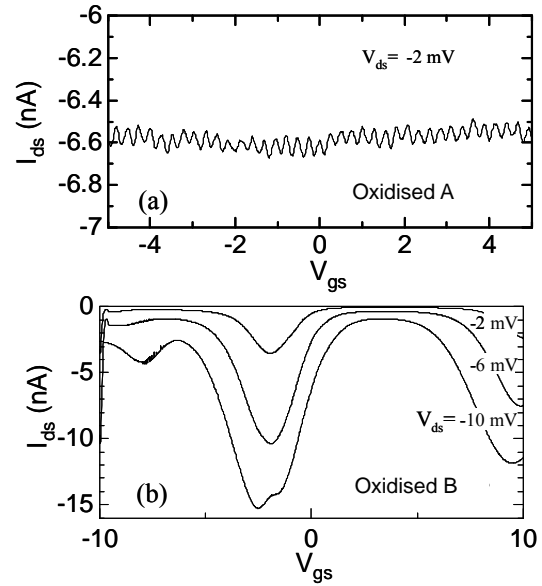 -6
V_ds= -2 mV
-6.2
-6.4
-6.6
-6.8
-7
I_ds (nA)
(a)
Oxidised A
-4 -2 0 2 4
V_gs
0
-2 mV
-5
-6 mV
I_ds (nA)
V_ds= -10 mV
-10
(b)
Oxidised B
-15
-10 0 10
V_gs